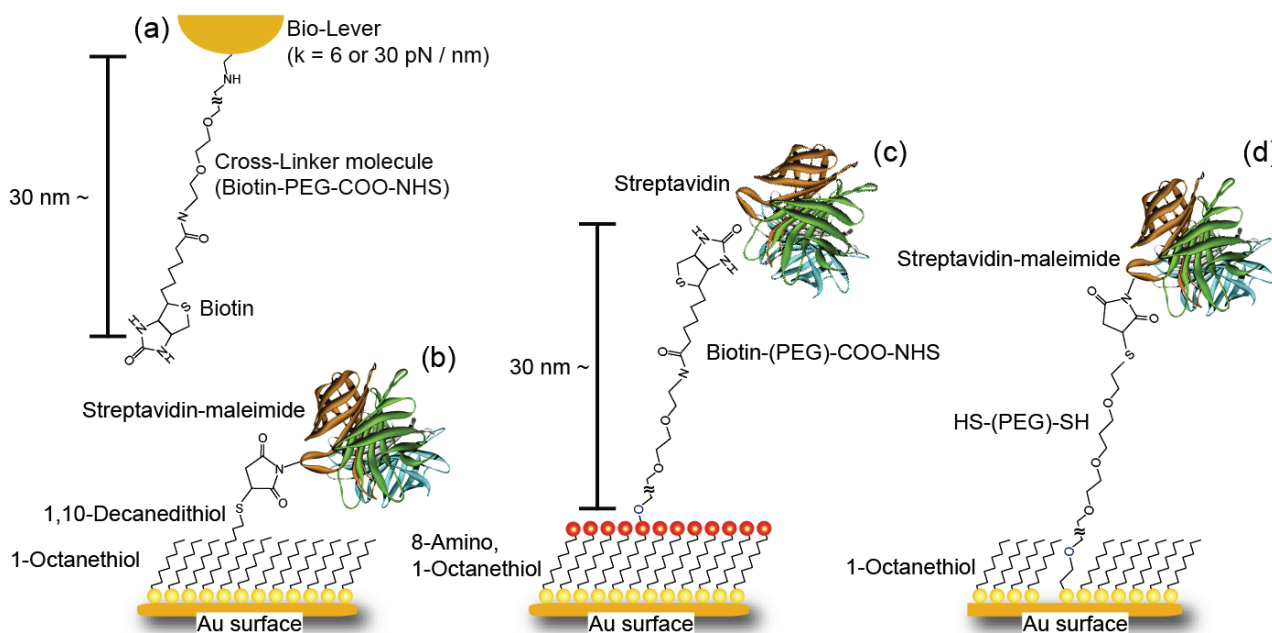 (a)
Bio-Lever
(k = 6 or 30 pN / nm)
NH
O
O
Cross-Linker molecule
(Biotin-PEG-COO-NHS)
30 nm ~
N
O
S
Biotin
H
N
N
H
O
(b)
Streptavidin-maleimide
O
N
O
S
1,10-Decanedithiol
1-Octanethiol
Au surface
(c)
Streptavidin
O
H
N
N
H
S
30 nm ~
Biotin-(PEG)-COO-NHS
O
N
O
O
O
8-Amino,
1-Octanethiol
Au surface
(d)
Streptavidin-maleimide
O
N
O
S
O
HS-(PEG)-SH
O
O
O
1-Octanethiol
Au surface